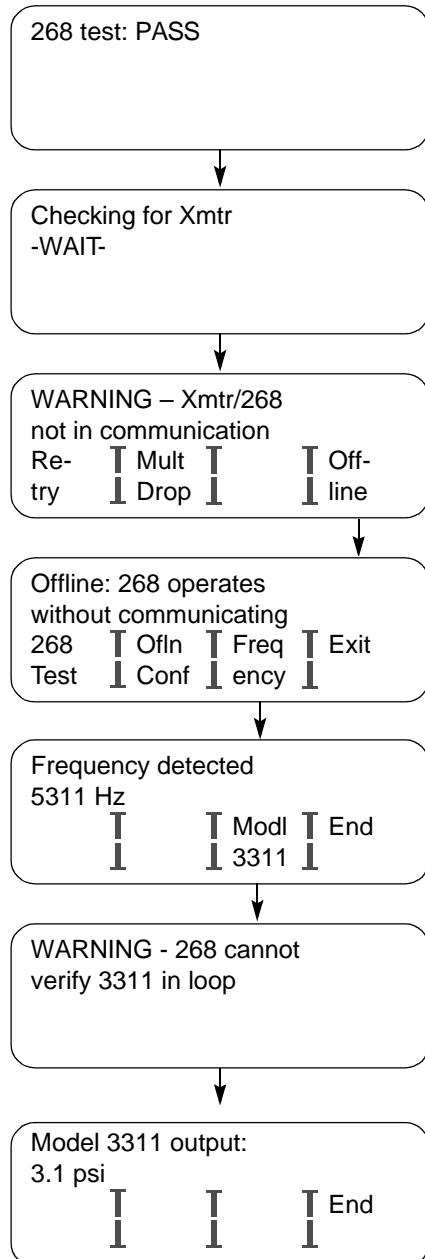 268 test: PASS
Checking for Xmtr
-WAIT-
WARNING – Xmtr/268
not in communication
Re- Mult Off-
try Drop line
Offline: 268 operates
without communicating
268 Ofln Freq Exit
Test Conf ency
Frequency detected
5311 Hz
Modl End
3311
WARNING - 268 cannot
verify 3311 in loop
Model 3311 output:
3.1 psi
End